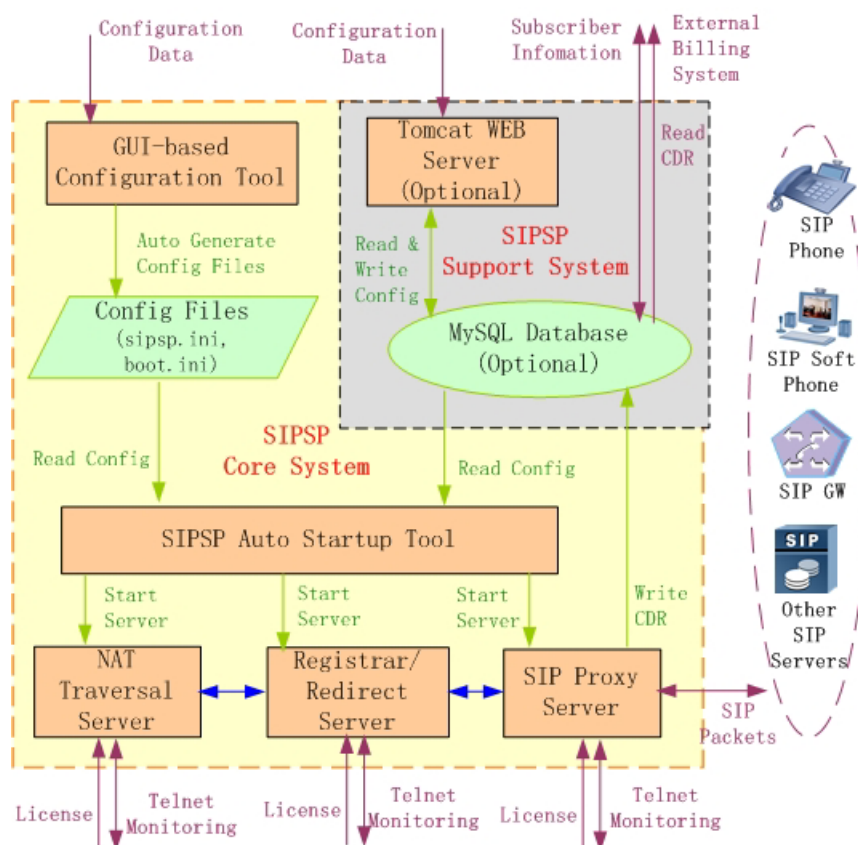 Configuration
Data
Configuration
Data
Subscriber
Infomation
External
Billing
System
GUI-based
Configuration Tool
Tomcat WEB
Server
(Optional)
Read
CDR
SIP
Phone
Auto Generate
Config Files
Read &
Write
Config
SIPSP
Support System
Config Files
(sipsp.ini,
boot.ini)
MySQL Database
(Optional)
SIP Soft
Phone
SIPSP
Core System
Read Config
Read Config
SIP GW
SIPSP Auto Startup Tool
SIP
Other
SIP
Servers
Start
Server
Start
Server
Start
Server
Write
CDR
NAT
Traversal
Server
Registrar/
Redirect
Server
SIP Proxy
Server
SIP
Packets
License
Telnet
Monitoring
License
Telnet
Monitoring
License
Telnet
Monitoring